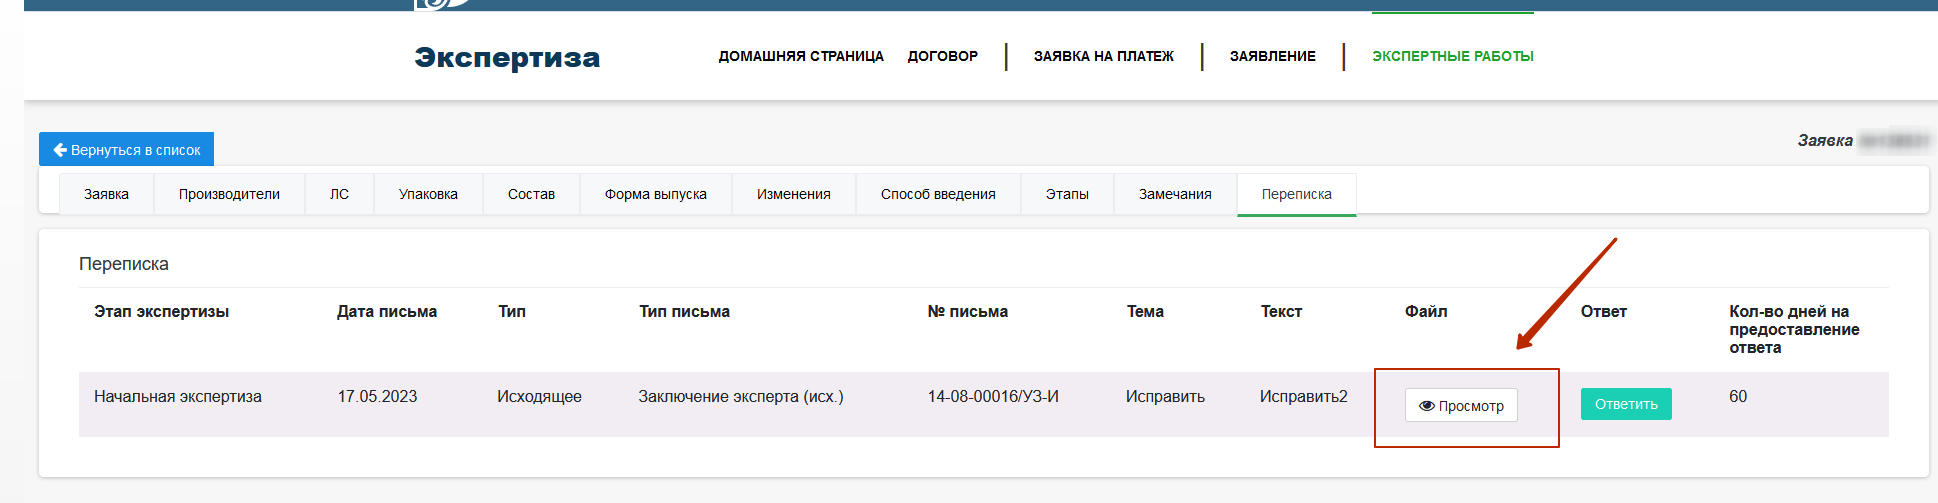 Экспертиза
ДОМАШНЯЯ СТРАНИЦА ДОГОВОР | ЗАЯВКА НА ПЛАТЕЖ | ЗАЯВЛЕНИЕ | ЭКСПЕРТНЫЕ РАБОТЫ
Вернуться в список
Заявка
Заявка Производители ЛС Упаковка Состав Форма выпуска Изменения Способ введения Этапы Замечания Переписка
Переписка
Этап экспертизы Дата письма Тип Тип письма № письма Тема Текст Файл Ответ Кол-во дней на
предоставление
ответа
Начальная экспертиза 17.05.2023 Исходящее Заключение эксперта (исх.) 14-08-00016/УЗ-И Исправить Исправить2 Просмотр Ответить 60